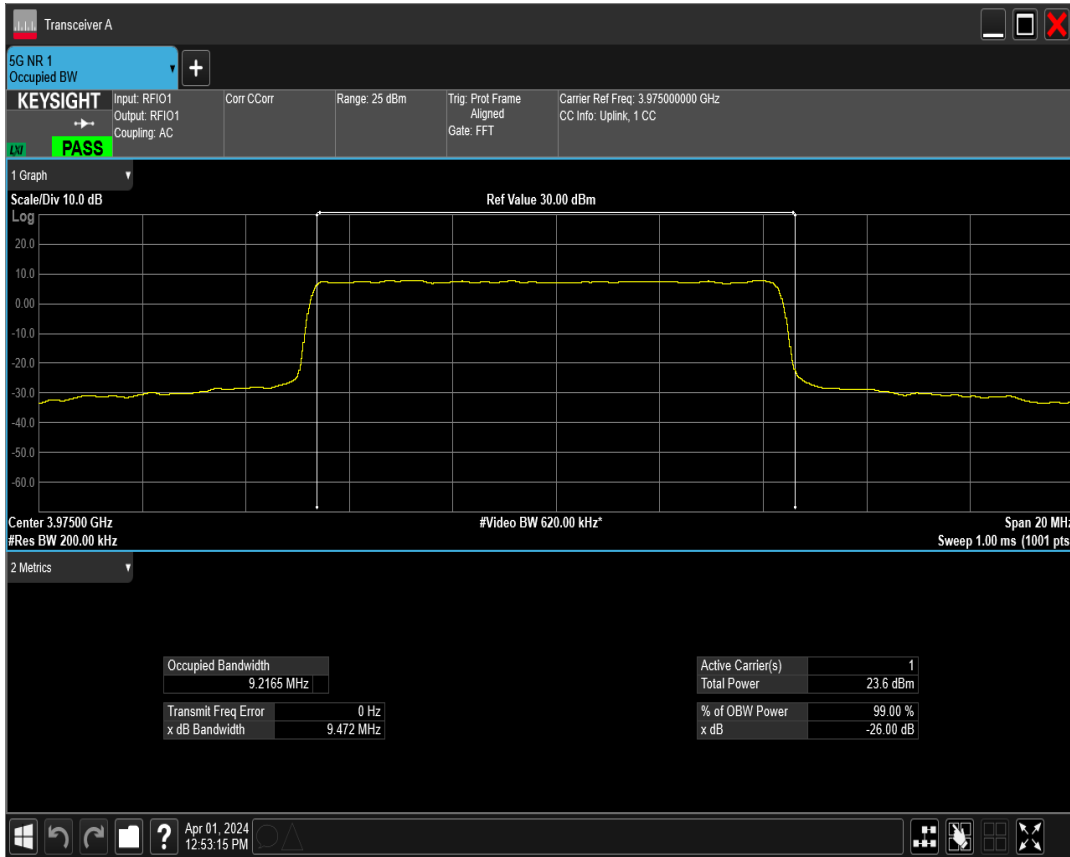 Transceiver A
5G NR 1
Occupied BW
+
KEYSIGHT
LXI
PASS
Input: RFIO1
Output: RFIO1
Coupling: AC
Corr CCorr
Range: 25 dBm
Trig: Prot Frame
Aligned
Gate: FFT
Carrier Ref Freq: 3.975000000 GHz
CC Info: Uplink, 1 CC
1 Graph
Scale/Div 10.0 dB
Ref Value 30.00 dBm
Log
20.0
10.0
0.00
-10.0
-20.0
-30.0
-40.0
-50.0
-60.0
Center 3.97500 GHz
#Video BW 620.00 kHz*
Span 20 MHz
#Res BW 200.00 kHz
Sweep 1.00 ms (1001 pts
2 Metrics
Occupied Bandwidth
9.2165 MHz
Transmit Freq Error 0 Hz
x dB Bandwidth 9.472 MHz
Active Carrier(s) 1
Total Power 23.6 dBm
% of OBW Power 99.00 %
x dB -26.00 dB
?
Apr 01, 2024
12:53:15 PM